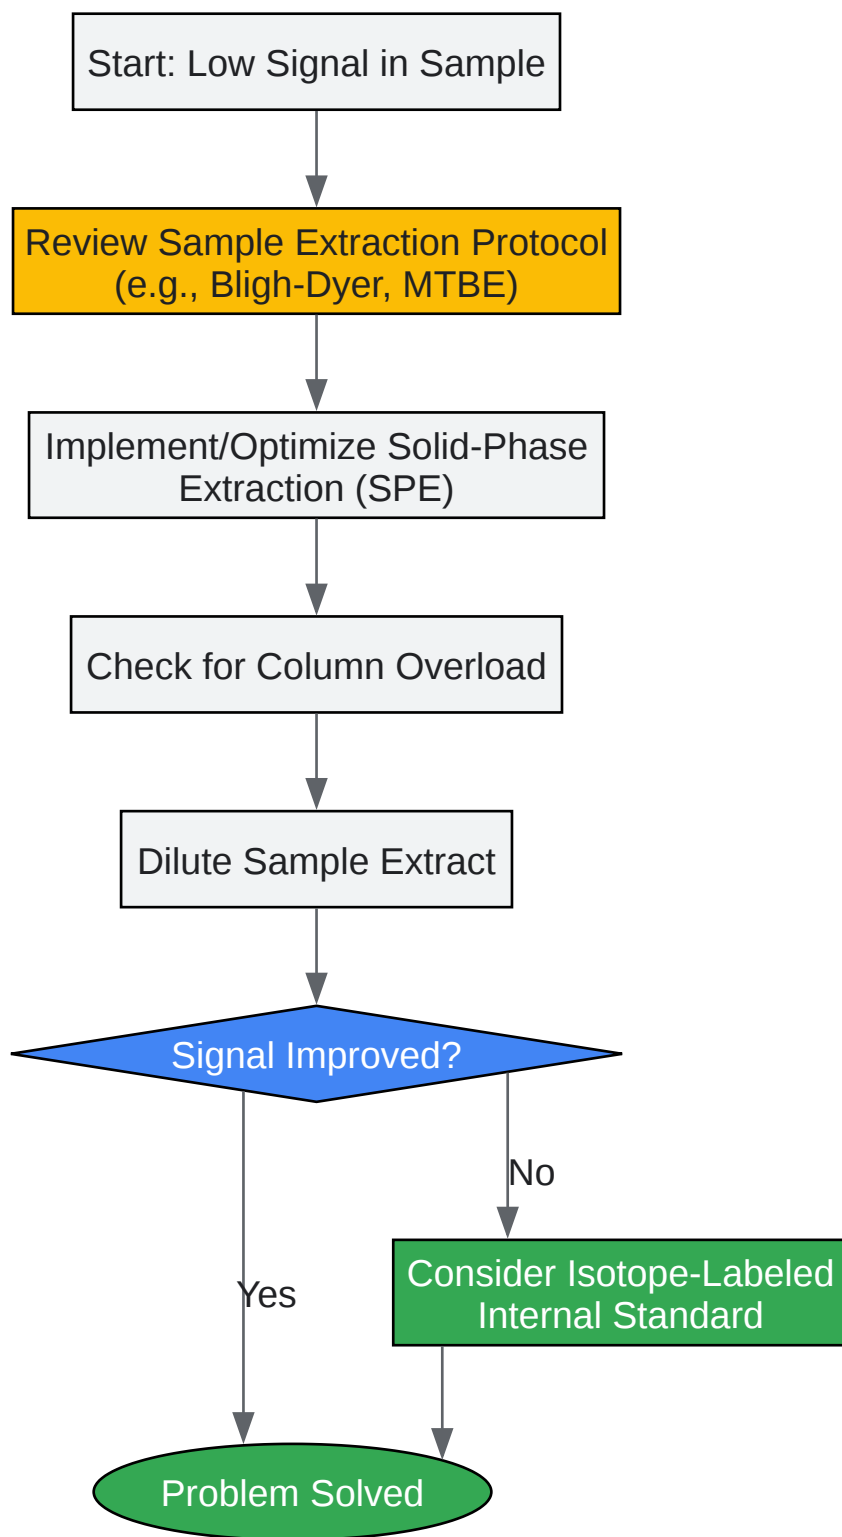 Start: Low Signal in Sample
Review Sample Extraction Protocol
(e.g., Bligh-Dyer, MTBE)
Implement/Optimize Solid-Phase
Extraction (SPE)
Check for Column Overload
Dilute Sample Extract
Signal Improved?
No
Consider Isotope-Labeled
Internal Standard
Yes
Problem Solved